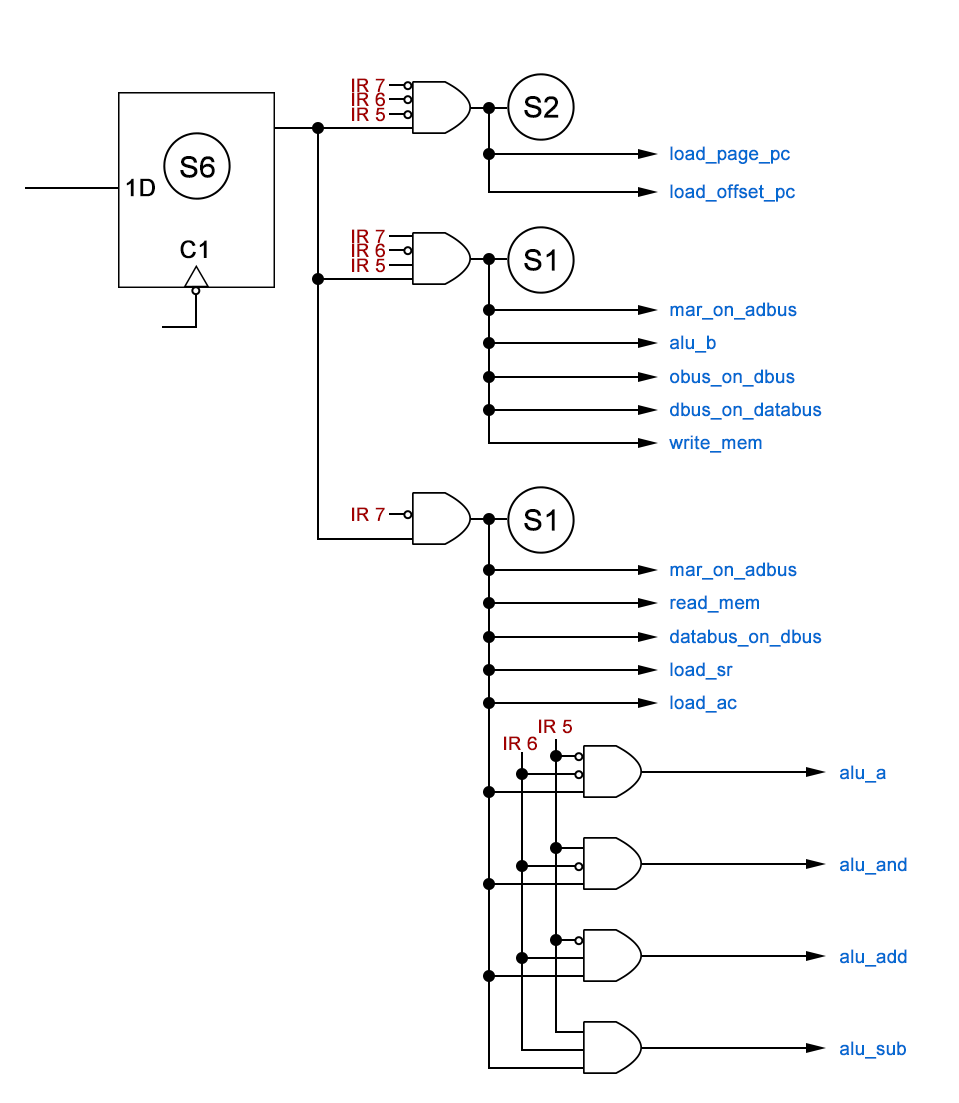 IR 7
IR 6
IR 5
S2
load_page_pc
load_offset_pc
S6
1D
C1
IR 7
IR 6
IR 5
S1
mar_on_adbus
alu_b
obus_on_dbus
dbus_on_databus
write_mem
IR 7
S1
mar_on_adbus
read_mem
databus_on_dbus
load_sr
load_ac
IR 5
IR 6
alu_a
alu_and
alu_add
alu_sub